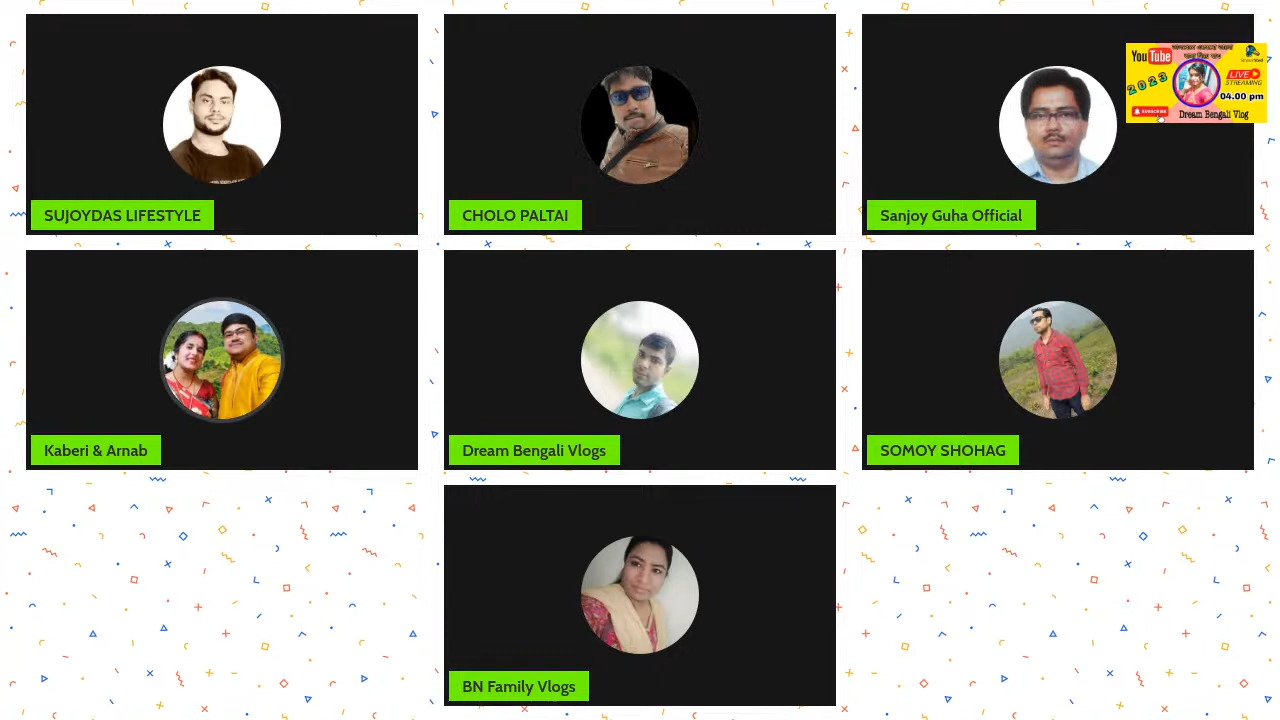 SUJOYDAS LIFESTYLE
CHOLO PALTAI
Sanjoy Guha Official
YouTube
2023
LIVE
STREAMING
04.00 pm
SUBSCRIBE
Dream Bengali Vlog
Kaberi & Arnab
Dream Bengali Vlogs
SOMOY SHOHAG
BN Family Vlogs